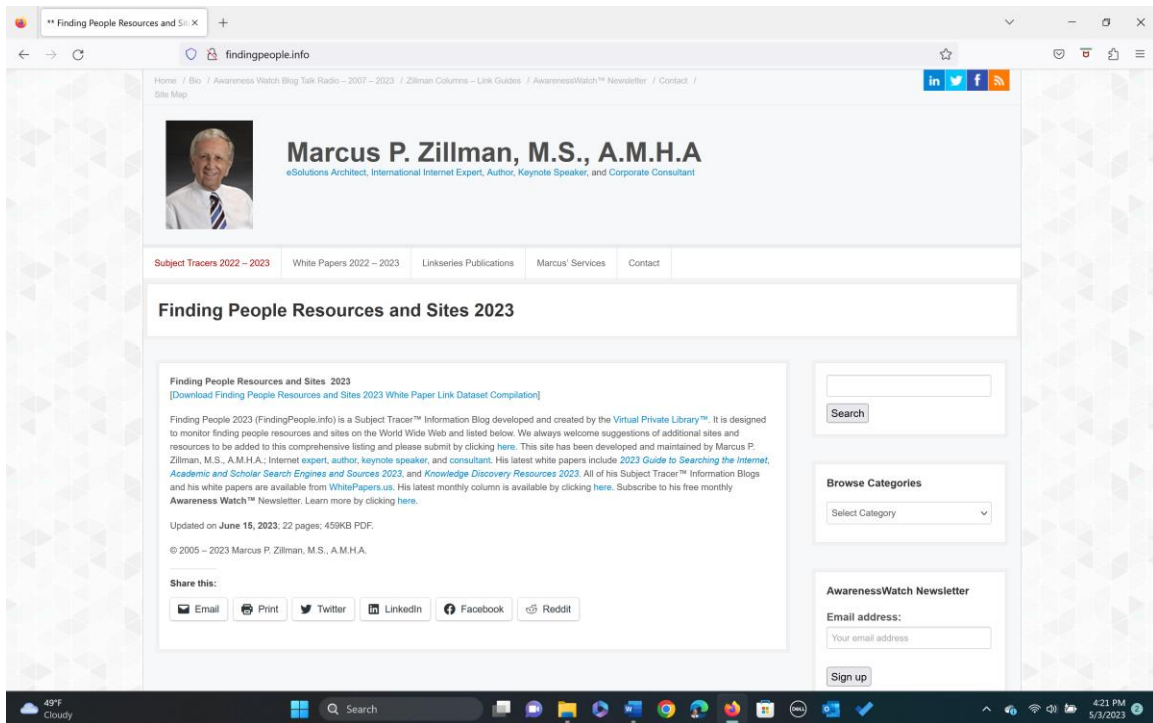 ** Finding People Resources and Sit
findingpeople.info
Home / Bio / Awareness Watch Blog Talk Radio – 2007 – 2023 / Zillman Columns – Link Guides / AwarenessWatch™ Newsletter / Contact /
Site Map
Marcus P. Zillman, M.S., A.M.H.A
eSolutions Architect, International Internet Expert, Author, Keynote Speaker, and Corporate Consultant
Subject Tracers 2022 – 2023 White Papers 2022 – 2023 Linkseries Publications Marcus' Services Contact
Finding People Resources and Sites 2023
Finding People Resources and Sites 2023
[Download Finding People Resources and Sites 2023 White Paper Link Dataset Compilation]
Finding People 2023 (FindingPeople.info) is a Subject Tracer™ Information Blog developed and created by the Virtual Private Library™. It is designed
to monitor finding people resources and sites on the World Wide Web and listed below. We always welcome suggestions of additional sites and
resources to be added to this comprehensive listing and please submit by clicking here. This site has been developed and maintained by Marcus P.
Zillman, M.S., A.M.H.A.; Internet expert, author, keynote speaker, and consultant. His latest white papers include 2023 Guide to Searching the Internet,
Academic and Scholar Search Engines and Sources 2023, and Knowledge Discovery Resources 2023. All of his Subject Tracer™ Information Blogs
and his white papers are available from WhitePapers.us. His latest monthly column is available by clicking here. Subscribe to his free monthly
Awareness Watch™ Newsletter. Learn more by clicking here.
Updated on June 15, 2023; 22 pages; 459KB PDF.
© 2005 – 2023 Marcus P. Zillman, M.S., A.M.H.A.
Share this:
Email Print Twitter LinkedIn Facebook Reddit
Search
Browse Categories
Select Category
AwarenessWatch Newsletter
Email address:
Your email address
Sign up
49°F
Cloudy
Search
DELL
4:21 PM
5/3/2023
2